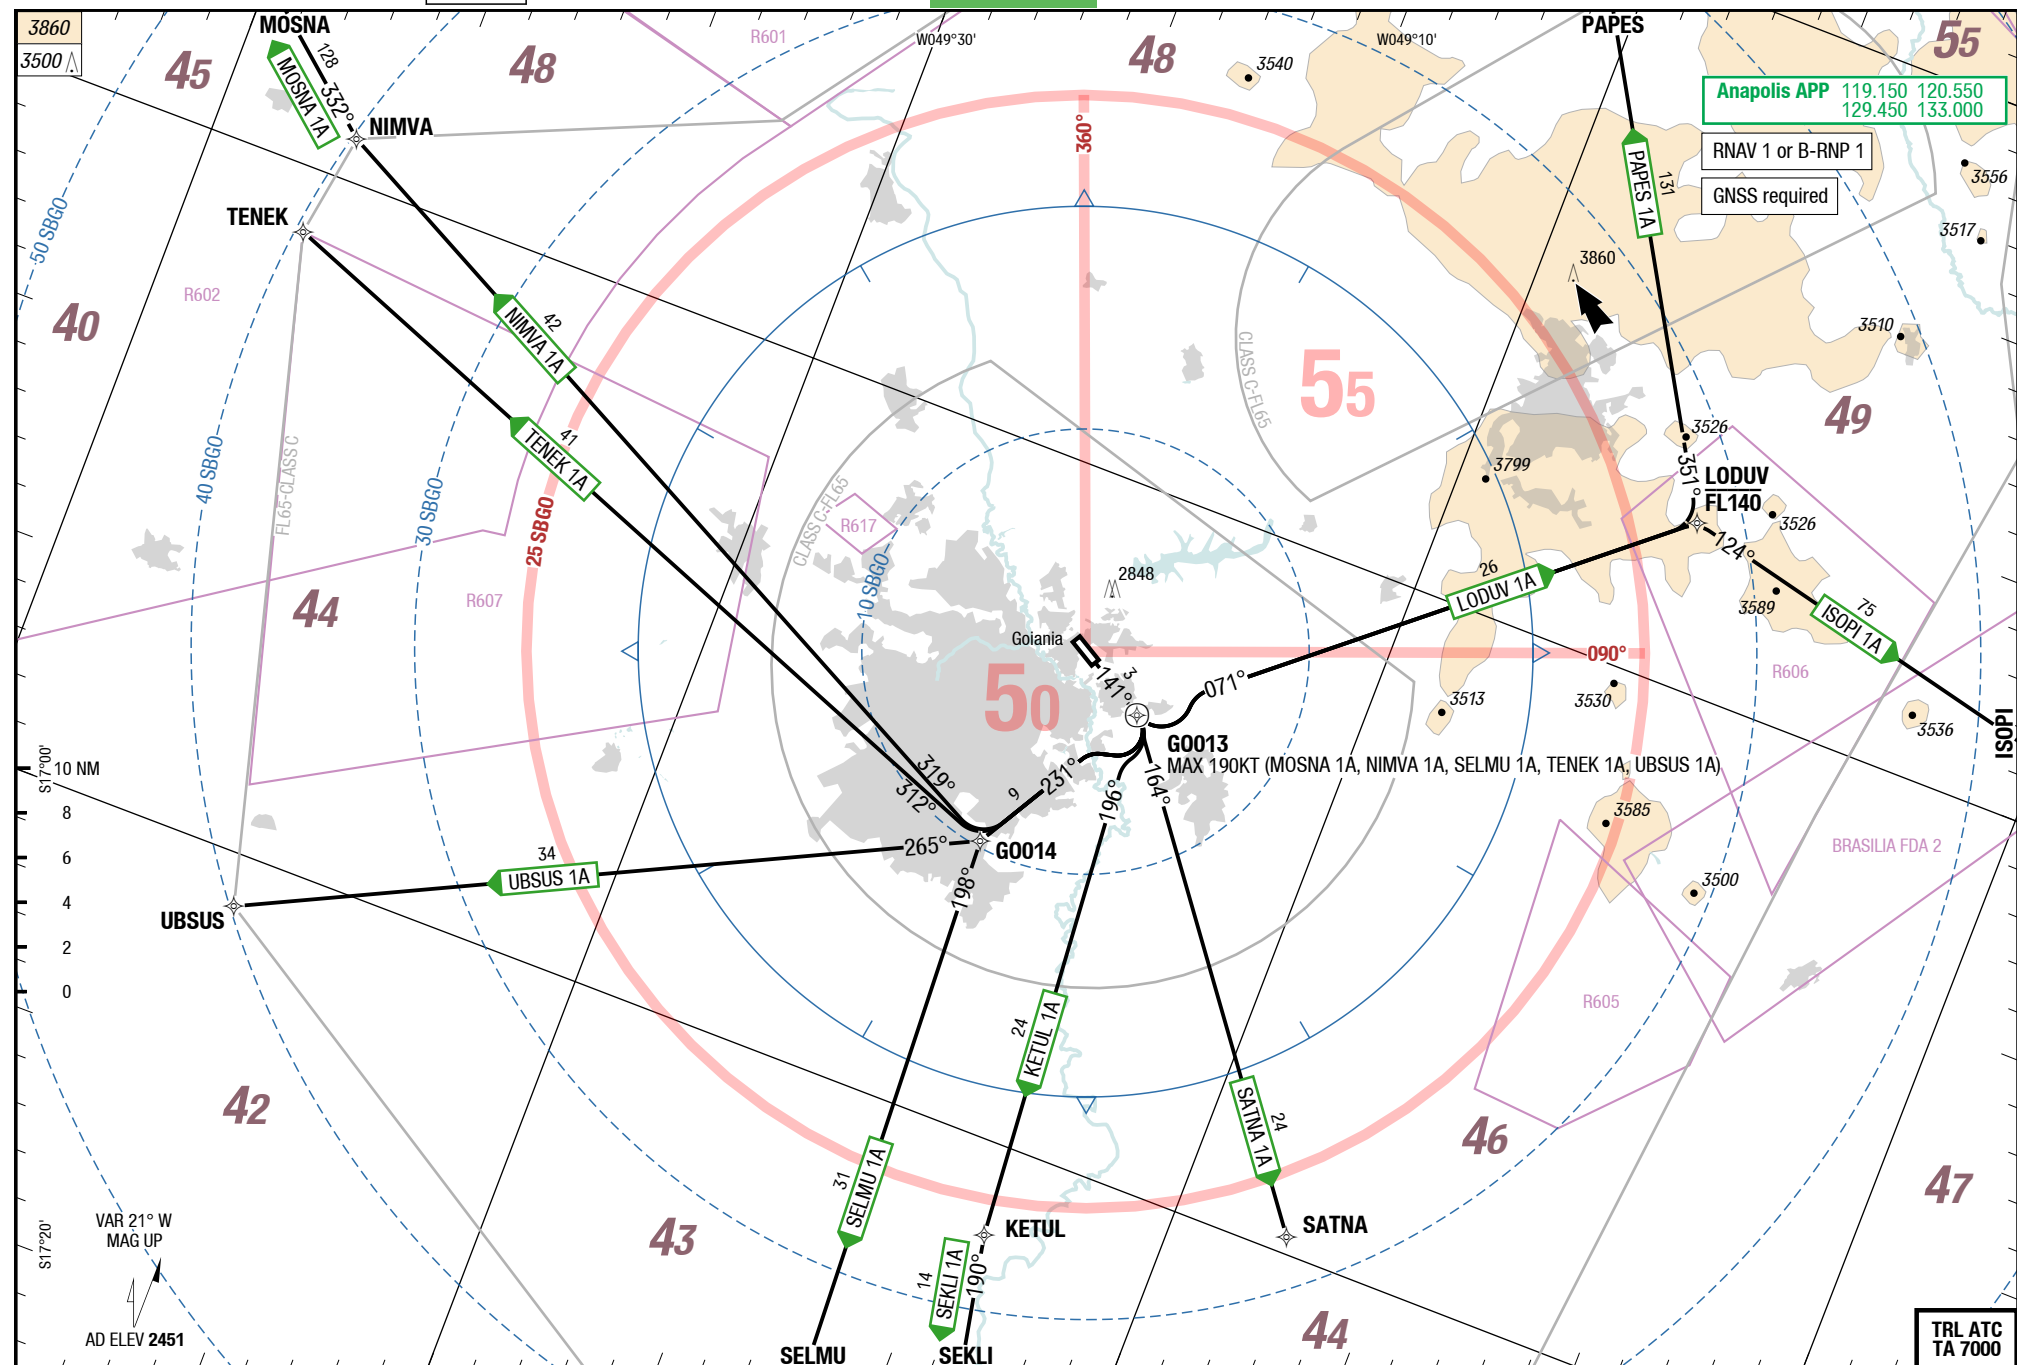 3860
3500
MOSNA
128
332°
MOSNA 1A
NIMVA
TENEK
45
48
R601
W049°30'
48
3540
W049°10'
PAPES
55
Anapolis APP 119.150 120.550
129.450 133.000
RNAV 1 or B-RNP 1
GNSS required
3556
3517
PAPES 1A
131
360°
50 SBGO
R602
40
NIMVA 1A
42
3860
3510
CLASS C-FL65
55
49
TENEK 1A
41
40 SBGO
FL65-CLASS C
30 SBGO
25 SBGO
CLASS C-FL65
R617
10 SBGO
3799
3526
351°
LODUV
FL140
3526
124°
2848
26
LODUV 1A
3589
75
ISOPI 1A
44
R607
Goiania
3
141°
50
071°
090°
R606
3513
3530
3536
ISOPI
GO013
MAX 190KT (MOSNA 1A, NIMVA 1A, SELMU 1A, TENEK 1A, UBSUS 1A)
S17°00'
10 NM
8
6
4
2
0
319°
312°
9
231°
196°
164°
3585
265°
GO014
34
UBSUS 1A
UBSUS
198°
BRASILIA FDA 2
3500
R605
24
KETUL 1A
SATNA 1A
24
42
46
47
31
SELMU 1A
43
KETUL
SATNA
VAR 21° W
MAG UP
S17°20'
AD ELEV 2451
14
SEKLI 1A
190°
44
SELMU
SEKLI
TRL ATC
TA 7000